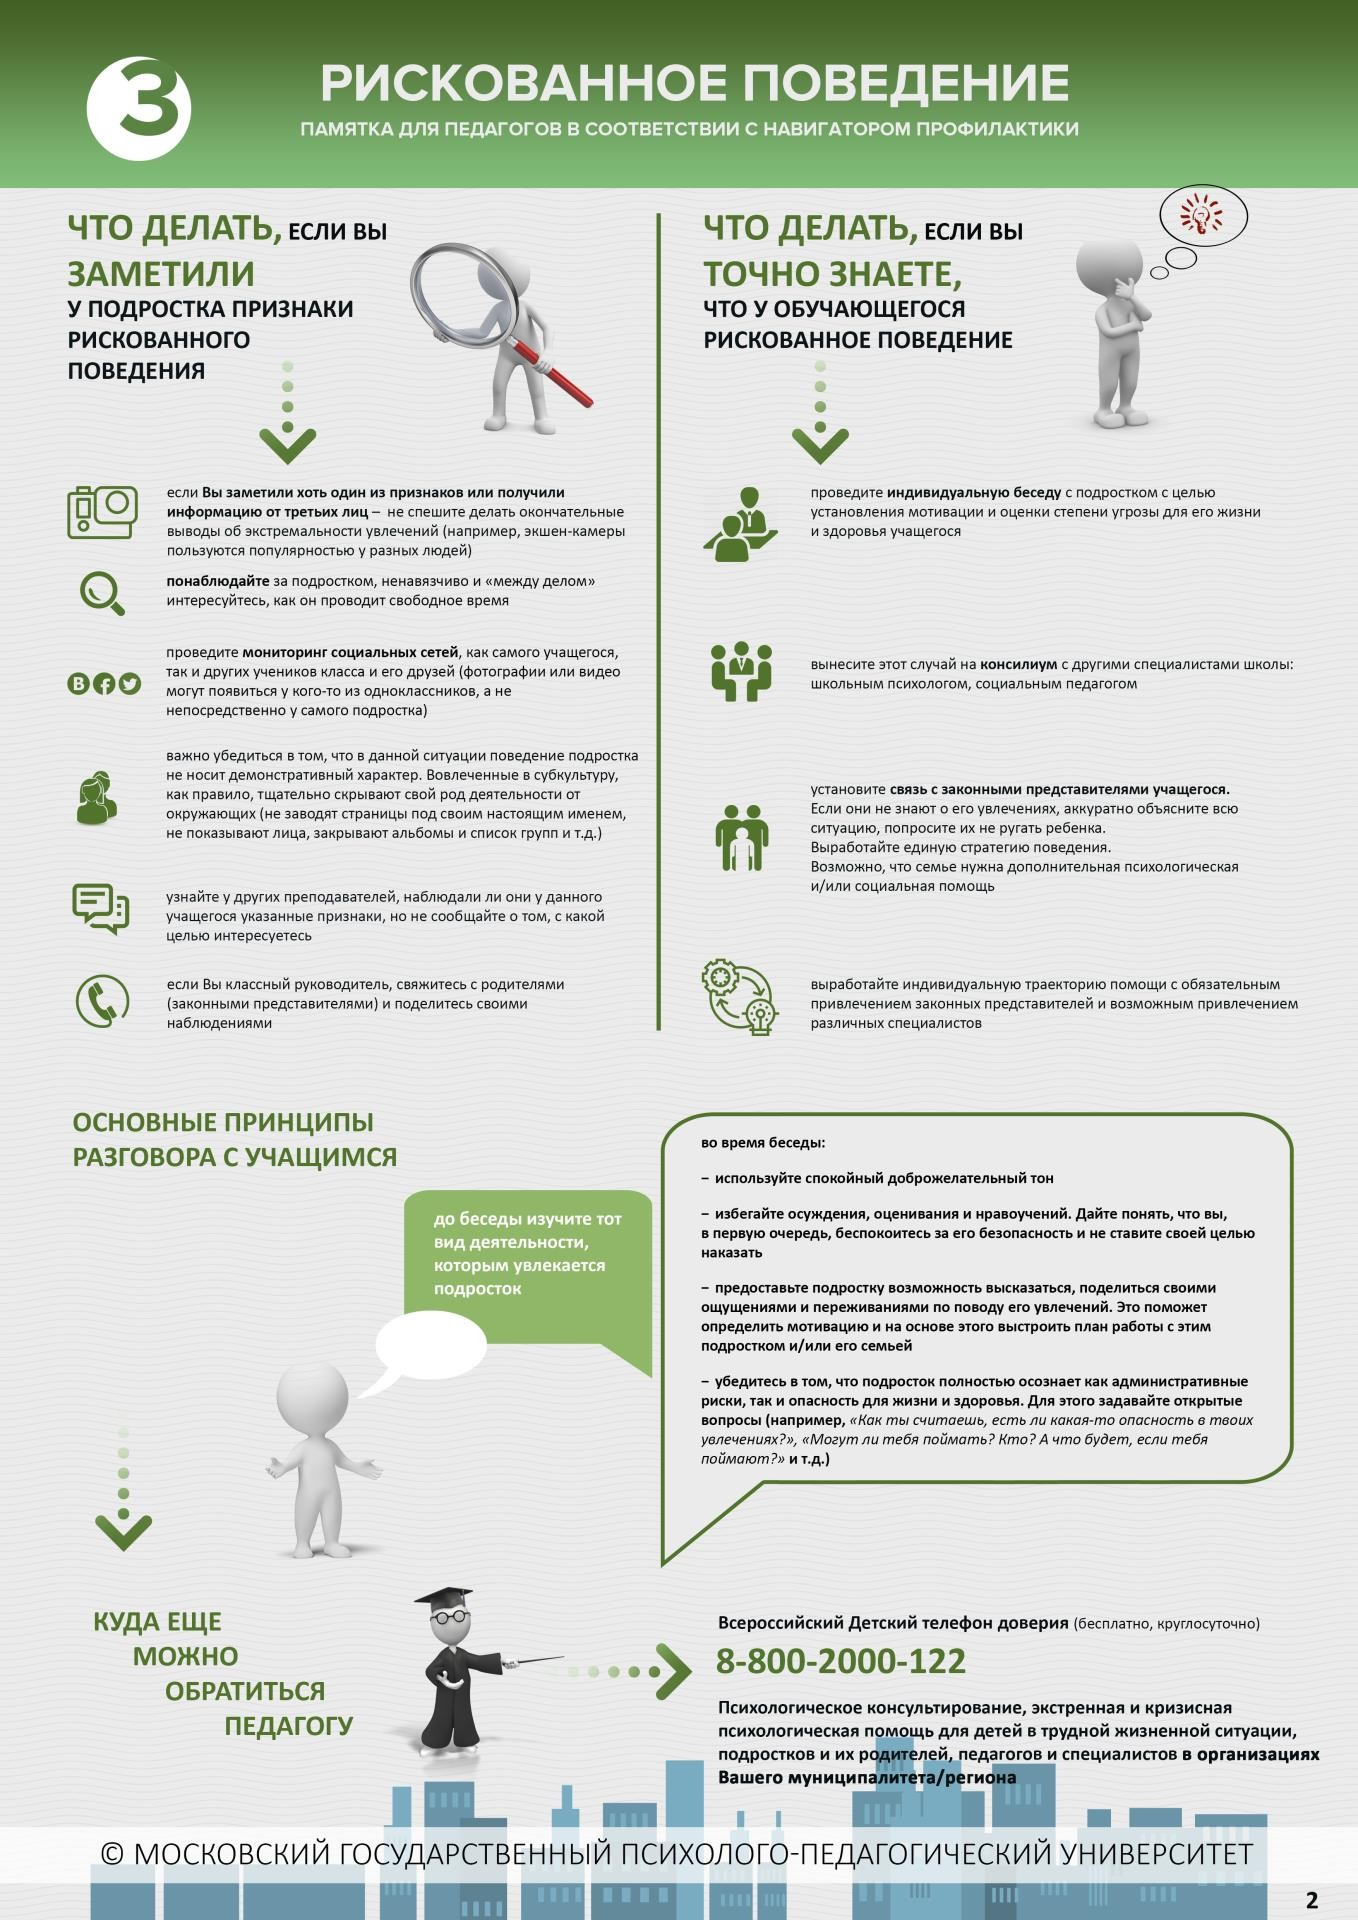 3
РИСКОВАННОЕ ПОВЕДЕНИЕ
ПАМЯТКА ДЛЯ ПЕДАГОГОВ В СООТВЕТСТВИИ С НАВИГАТОРОМ ПРОФИЛАКТИКИ
ЧТО ДЕЛАТЬ, ЕСЛИ ВЫ
ЗАМЕТИЛИ
У ПОДРОСТКА ПРИЗНАКИ
РИСКОВАННОГО
ПОВЕДЕНИЯ
если Вы заметили хоть один из признаков или получили
информацию от третьих лиц – не спешите делать окончательные
выводы об экстремальности увлечений (например, экшен-камеры
пользуются популярностью у разных людей)
понаблюдайте за подростком, ненавязчиво и «между делом»
интересуйтесь, как он проводит свободное время
проведите мониторинг социальных сетей, как самого учащегося,
так и других учеников класса и его друзей (фотографии или видео
могут появиться у кого-то из одноклассников, а не
непосредственно у самого подростка)
важно убедиться в том, что в данной ситуации поведение подростка
не носит демонстративный характер. Вовлеченные в субкультуру,
как правило, тщательно скрывают свой род деятельности от
окружающих (не заводят страницы под своим настоящим именем,
не показывают лица, закрывают альбомы и список групп и т.д.)
узнайте у других преподавателей, наблюдали ли они у данного
учащегося указанные признаки, но не сообщайте о том, с какой
целью интересуетесь
если Вы классный руководитель, свяжитесь с родителями
(законными представителями) и поделитесь своими
наблюдениями
ЧТО ДЕЛАТЬ, ЕСЛИ ВЫ
ТОЧНО ЗНАЕТЕ,
ЧТО У ОБУЧАЮЩЕГОСЯ
РИСКОВАННОЕ ПОВЕДЕНИЕ
проведите индивидуальную беседу с подростком с целью
установления мотивации и оценки степени угрозы для его жизни
и здоровья учащегося
вынесите этот случай на консилиум с другими специалистами школы:
школьным психологом, социальным педагогом
установите связь с законными представителями учащегося.
Если они не знают о его увлечениях, аккуратно объясните всю
ситуацию, попросите их не ругать ребенка.
Выработайте единую стратегию поведения.
Возможно, что семье нужна дополнительная психологическая
и/или социальная помощь
выработайте индивидуальную траекторию помощи с обязательным
привлечением законных представителей и возможным привлечением
различных специалистов
ОСНОВНЫЕ ПРИНЦИПЫ
РАЗГОВОРА С УЧАЩИМСЯ
до беседы изучите тот
вид деятельности,
которым увлекается
подросток
во время беседы:
– используйте спокойный доброжелательный тон
– избегайте осуждения, оценивания и нравоучений. Дайте понять, что вы,
в первую очередь, беспокоитесь за его безопасность и не ставите своей целью
наказать
– предоставьте подростку возможность высказаться, поделиться своими
ощущениями и переживаниями по поводу его увлечений. Это поможет
определить мотивацию и на основе этого выстроить план работы с этим
подростком и/или его семьей
– убедитесь в том, что подросток полностью осознает как административные
риски, так и опасность для жизни и здоровья. Для этого задавайте открытые
вопросы (например, «Как ты считаешь, есть ли какая-то опасность в твоих
увлечениях?», «Могут ли тебя поймать? Кто? А что будет, если тебя
поймают?» и т.д.)
КУДА ЕЩЕ
МОЖНО
ОБРАТИТЬСЯ
ПЕДАГОГУ
Всероссийский Детский телефон доверия (бесплатно, круглосуточно)
8-800-2000-122
Психологическое консультирование, экстренная и кризисная
психологическая помощь для детей в трудной жизненной ситуации,
подростков и их родителей, педагогов и специалистов в организациях
Вашего муниципалитета/региона
© МОСКОВСКИЙ ГОСУДАРСТВЕННЫЙ ПСИХОЛОГО-ПЕДАГОГИЧЕСКИЙ УНИВЕРСИТЕТ
2